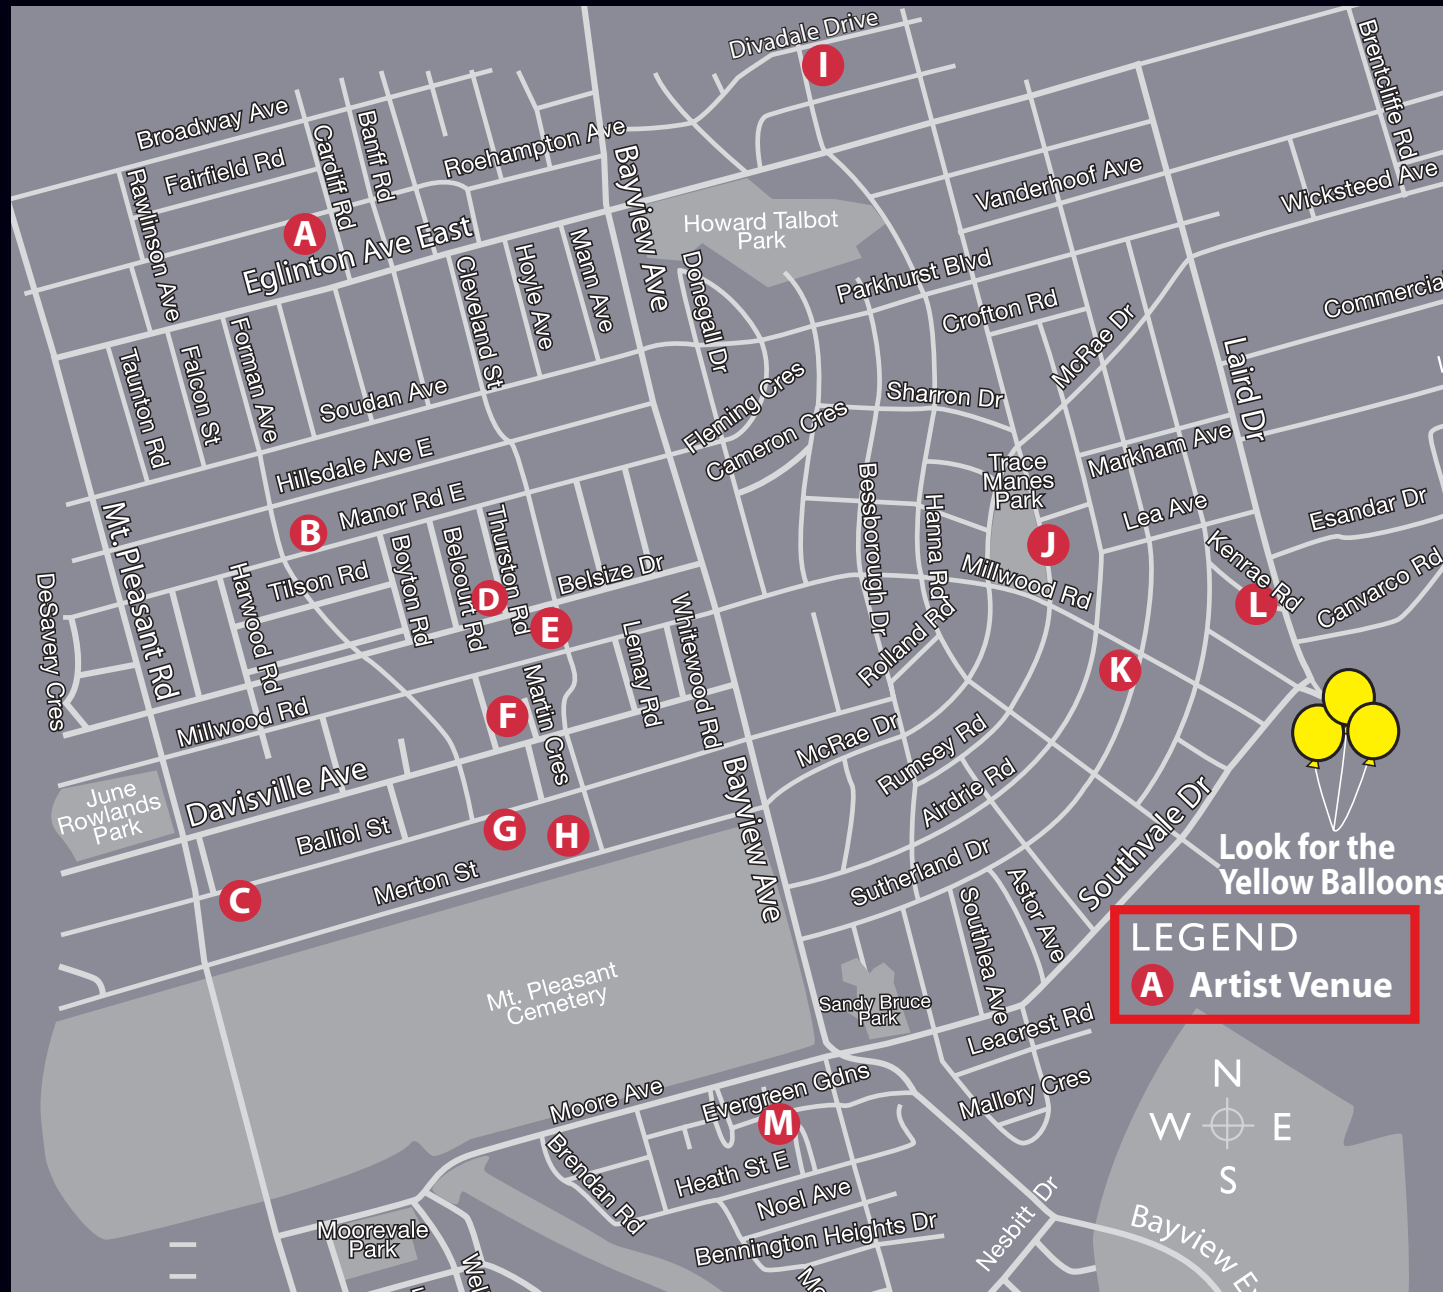 Divadale Drive
I
Brentcliffe Rd
Broadway Ave
Fairfield Rd
Cardiff Rd
Banff Rd
Roehampton Ave
Rawlinson Ave
Bayview Ave
Vanderhoof Ave
Wicksteed Ave
A
Eglinton Ave East
Howard Talbot
Park
Cleveland St
Hoyle Ave
Mann Ave
Donegall Dr
Parkhurst Blvd
Crofton Rd
McRae Dr
Commercia
Laird Dr
Taunton Rd
Falcon St
Forman Ave
Soudan Ave
Fleming Cres
Cameron Cres
Sharron Dr
Hillsdale Ave E
Markham Ave
Trace
Manes
Park
Bessborough Dr
Hanna Rd
Manor Rd E
B
Mt.Pleasant Rd
Thurston Rd
Lea Ave
Esandar Dr
J
Kenrae Rd
Belcourt Rd
Boyton Rd
Tilson Rd
Harwood Rd
DeSavery Cres
Belsize Dr
Millwood Rd
Canvarco Rd
D
E
L
Whitewood Rd
Lemay Rd
Rolland Rd
K
Martin Cres
F
Millwood Rd
McRae Dr
Rumsey Rd
Airdrie Rd
Davisville Ave
June
Rowlands
Park
Bayview Ave
Southvale Dr
Balliol St
G
H
Look for the
Yellow Balloons
Merton St
C
Sutherland Dr
Astor Ave
Southlea Ave
LEGEND
A Artist Venue
Mt. Pleasant
Cemetery
Sandy Bruce
Park
Leacrest Rd
Mallory Cres
Moore Ave
Evergreen Gdns
M
N
W E
S
Brendan Rd
Heath St E
Noel Ave
Bennington Heights Dr
Nesbitt Dr
Bayview Ex
Moorevale
Park
Wel
Mo